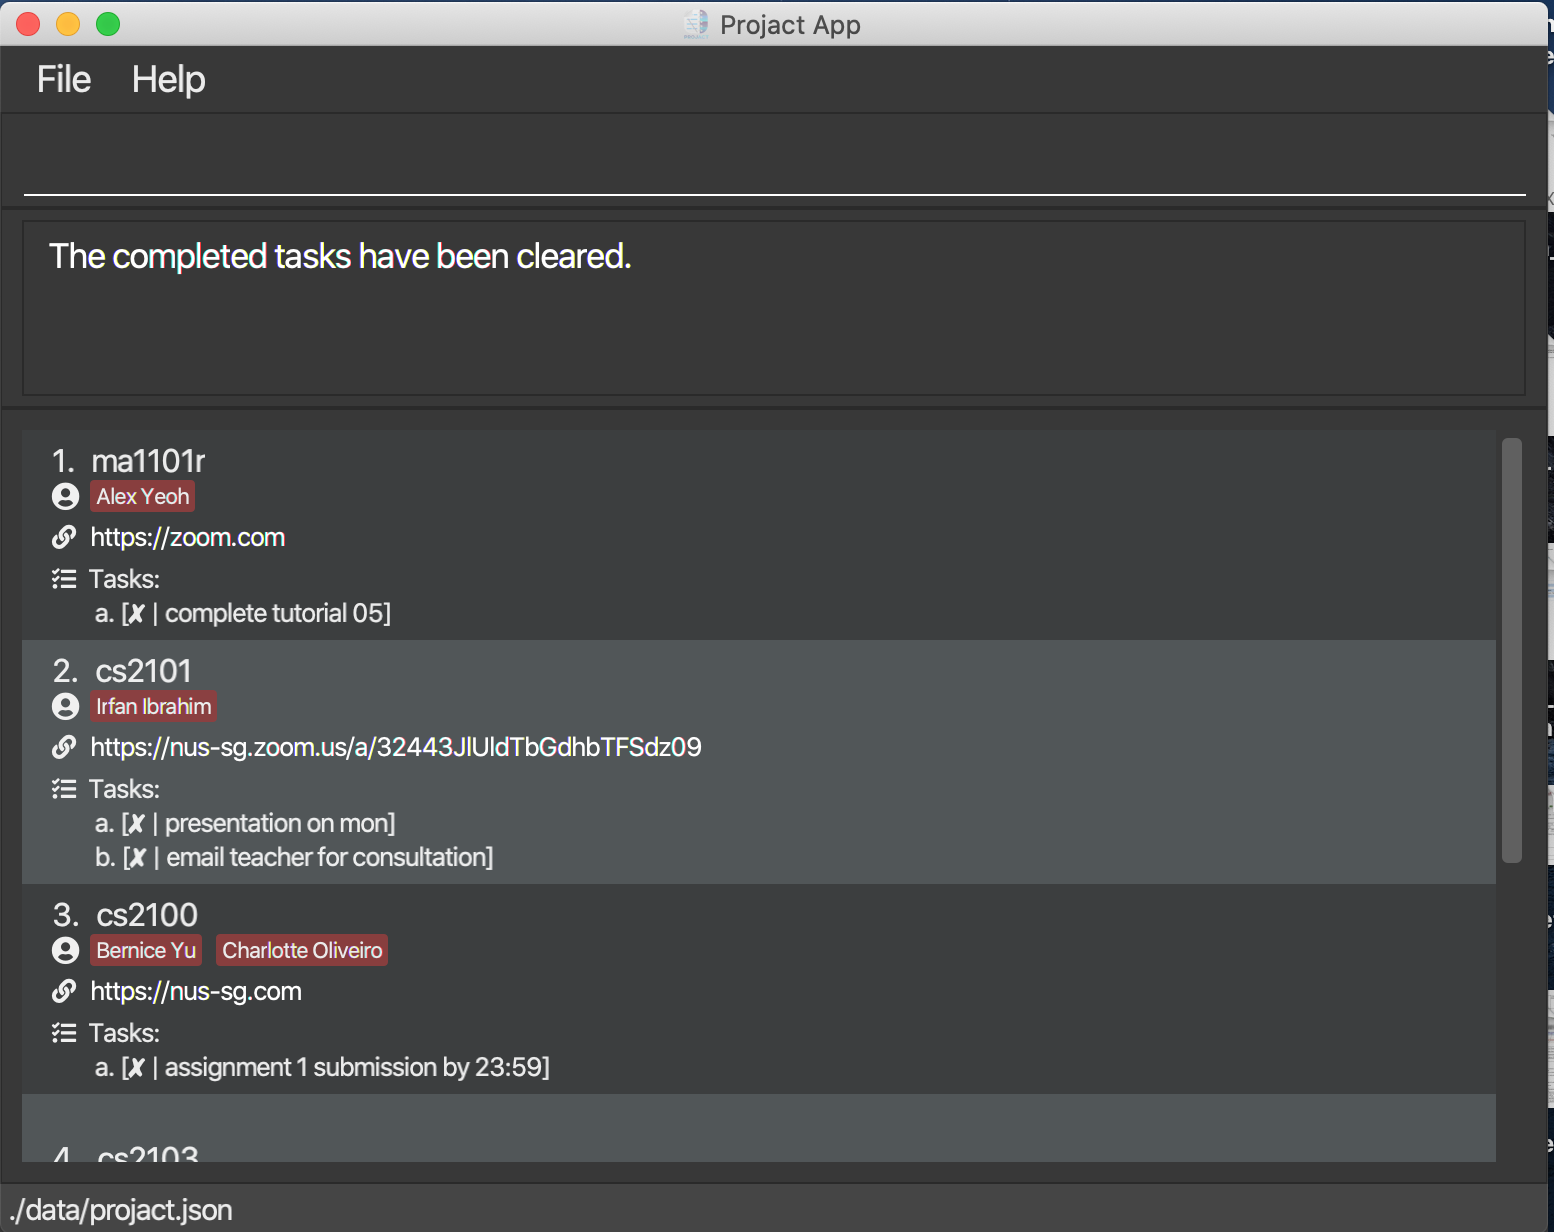 Projact App
File Help
The completed tasks have been cleared.
1. ma1101r
Alex Yeoh
https://zoom.com
Tasks:
a. [✘ | complete tutorial 05]
2. cs2101
Irfan Ibrahim
https://nus-sg.zoom.us/a/32443JlUldTbGdhbTFSdz09
Tasks:
a. [✘ | presentation on mon]
b. [✘ | email teacher for consultation]
3. cs2100
Bernice Yu Charlotte Oliveiro
https://nus-sg.com
Tasks:
a. [✘ | assignment 1 submission by 23:59]
4. cs2103
./data/projact.json